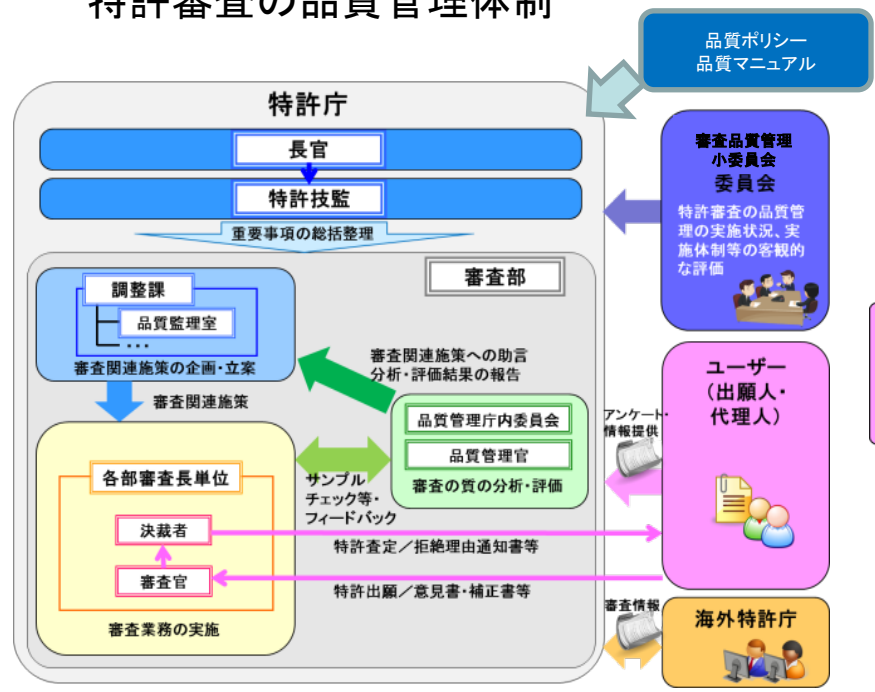 特許審査の品質管理体制
品質ポリシー
品質マニュアル
特許庁
長官
特許技監
重要事項の総括整理
審査品質管理
小委員会
委員会
特許審査の品質管
理の実施状況、実
施体制等の客観的
な評価
審査部
調整課
品質監理室
…
審査関連施策の企画・立案
審査関連施策への助言
分析・評価結果の報告
審査関連施策
品質管理庁内委員会
品質管理官
審査の質の分析・評価
ユーザー
（出願人・
代理人）
アンケート・
情報提供
各部審査長単位
サンプル
チェック等・
フィードバック
決裁者
特許査定／拒絶理由通知書等
審査官
特許出願／意見書・補正書等
審査業務の実施
審査情報
海外特許庁